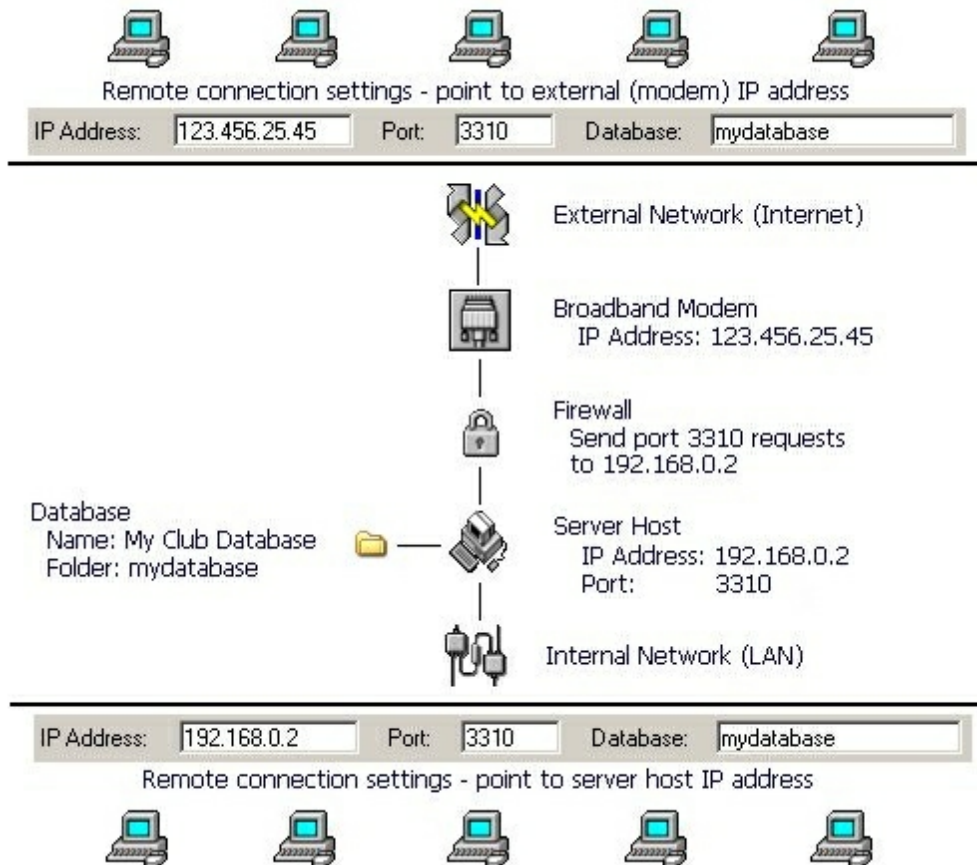 Remote connection settings - point to external (modem) IP address
IP Address: 123.456.25.45 Port: 3310 Database: mydatabase
External Network (Internet)
Broadband Modem
IP Address: 123.456.25.45
Firewall
Send port 3310 requests
to 192.168.0.2
Database
Name: My Club Database
Folder: mydatabase
Server Host
IP Address: 192.168.0.2
Port: 3310
Internal Network (LAN)
IP Address: 192.168.0.2 Port: 3310 Database: mydatabase
Remote connection settings - point to server host IP address